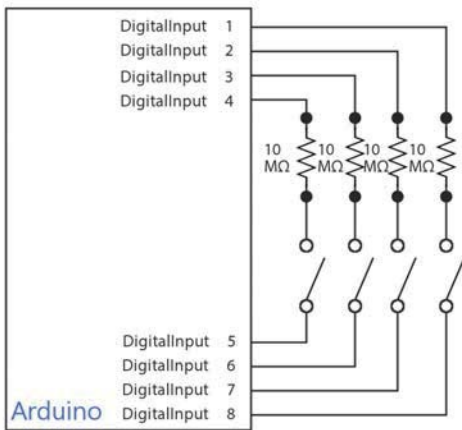 DigitalInput 1
DigitalInput 2
DigitalInput 3
DigitalInput 4
10 MΩ
10 MΩ
10 MΩ
10 MΩ
DigitalInput 5
DigitalInput 6
DigitalInput 7
DigitalInput 8
Arduino